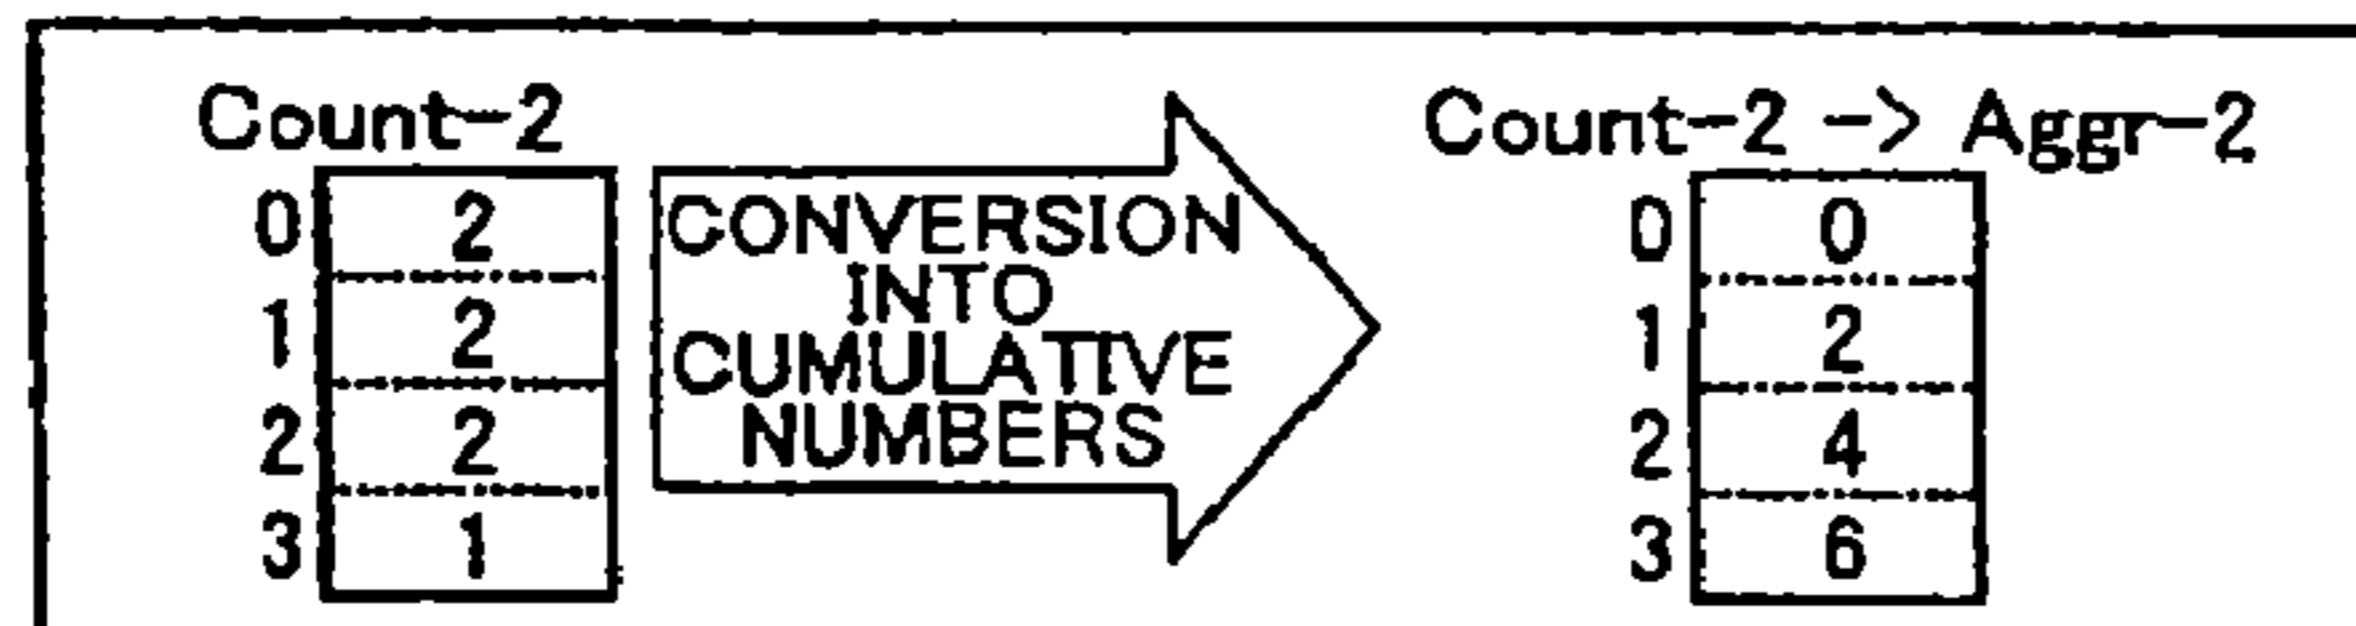 Count-2
0 2
1 2
2 2
3 1
CONVERSION
INTO
CUMULATIVE
NUMBERS
Count-2 -> Aggr-2
0 0
1 2
2 4
3 6